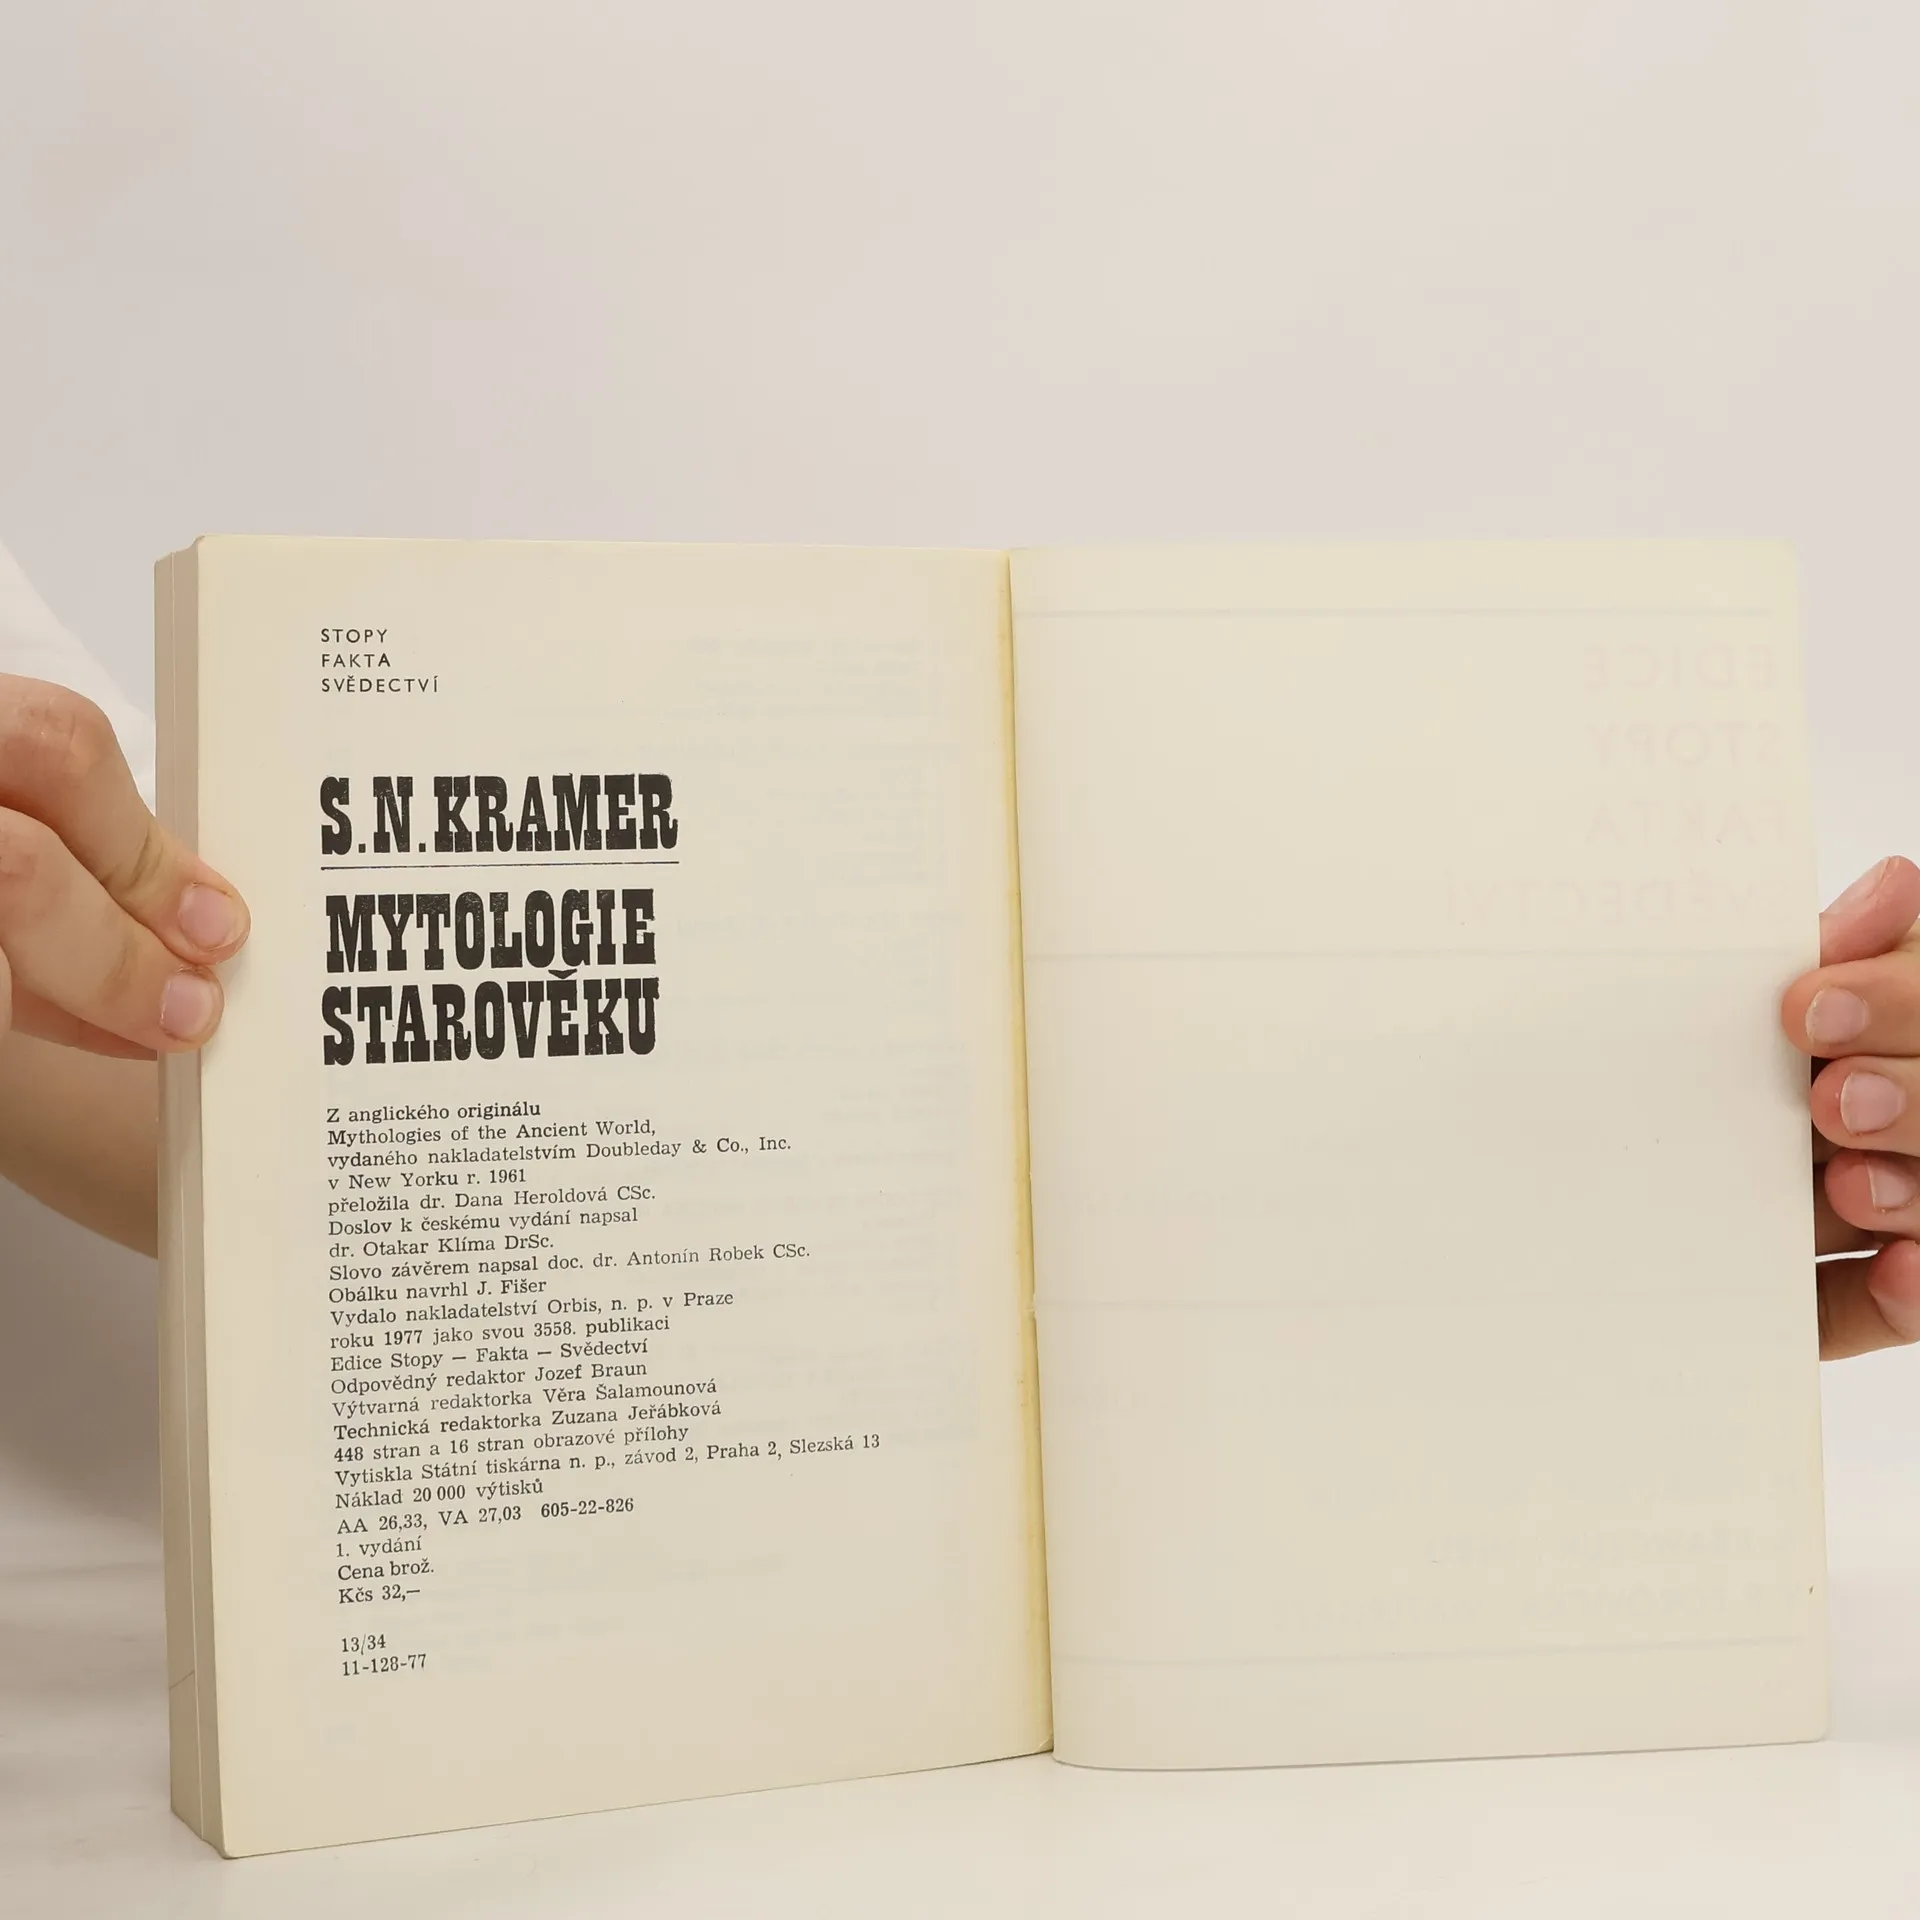 STOPY
FAKTA
SVĚDECTVÍ
S.N.KRAMER
MYTOLOGIE
STAROVĚKU
Z anglického originálu
Mythologies of the Ancient World,
vydaného nakladatelstvím Doubleday & Co., Inc.
v New Yorku r. 1961
přeložila dr. Dana Heroldová CSc.
Doslov k českému vydání napsal
dr. Otakar Klíma DrSc.
Slovo závěrem napsal doc. dr. Antonín Robek CSc.
Obálku navrhl J. Fišer
Vydalo nakladatelství Orbis, n. p. v Praze
roku 1977 jako svou 3558. publikaci
Edice Stopy — Fakta — Svědectví
Odpovědný redaktor Jozef Braun
Výtvarná redaktorka Věra Šalamounová
Technická redaktorka Zuzana Jeřábková
448 stran a 16 stran obrazové přílohy
Vytiskla Státní tiskárna n. p., závod 2, Praha 2, Slezská 13
Náklad 20 000 výtisků
AA 26,33, VA 27,03 605-22-826
1. vydání
Cena brož.
Kčs 32,—
13/34
11-128-77
EDICE
STOPY
FAKTA
SVĚDECTVÍ